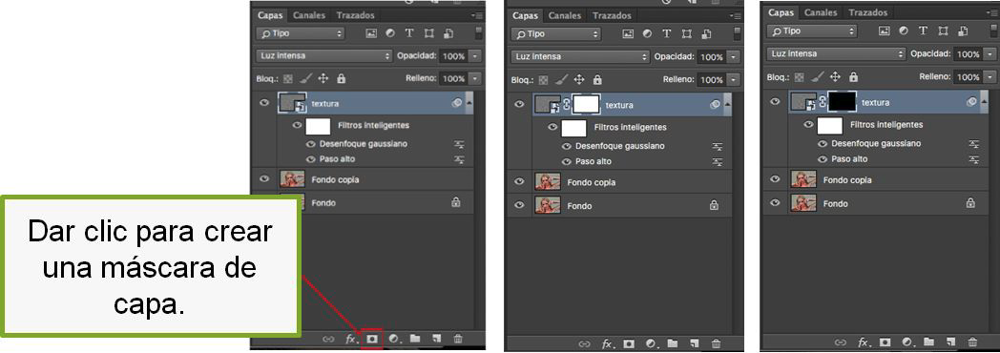 Capas Canales Trazados
Tipo
T
Luz intensa Opacidad: 100%
Bloq.: Relleno: 100%
textura
Filtros inteligentes
Desenfoque gaussiano
Paso alto
Fondo copia
Fondo
fx
Dar clic para crear
una máscara de
capa.
Capas Canales Trazados
Tipo
T
Luz intensa Opacidad: 100%
Bloq.: Relleno: 100%
textura
Filtros inteligentes
Desenfoque gaussiano
Paso alto
Fondo copia
Fondo
fx
Capas Canales Trazados
Tipo
T
Luz intensa Opacidad: 100%
Bloq.: Relleno: 100%
textura
Filtros inteligentes
Desenfoque gaussiano
Paso alto
Fondo copia
Fondo
fx